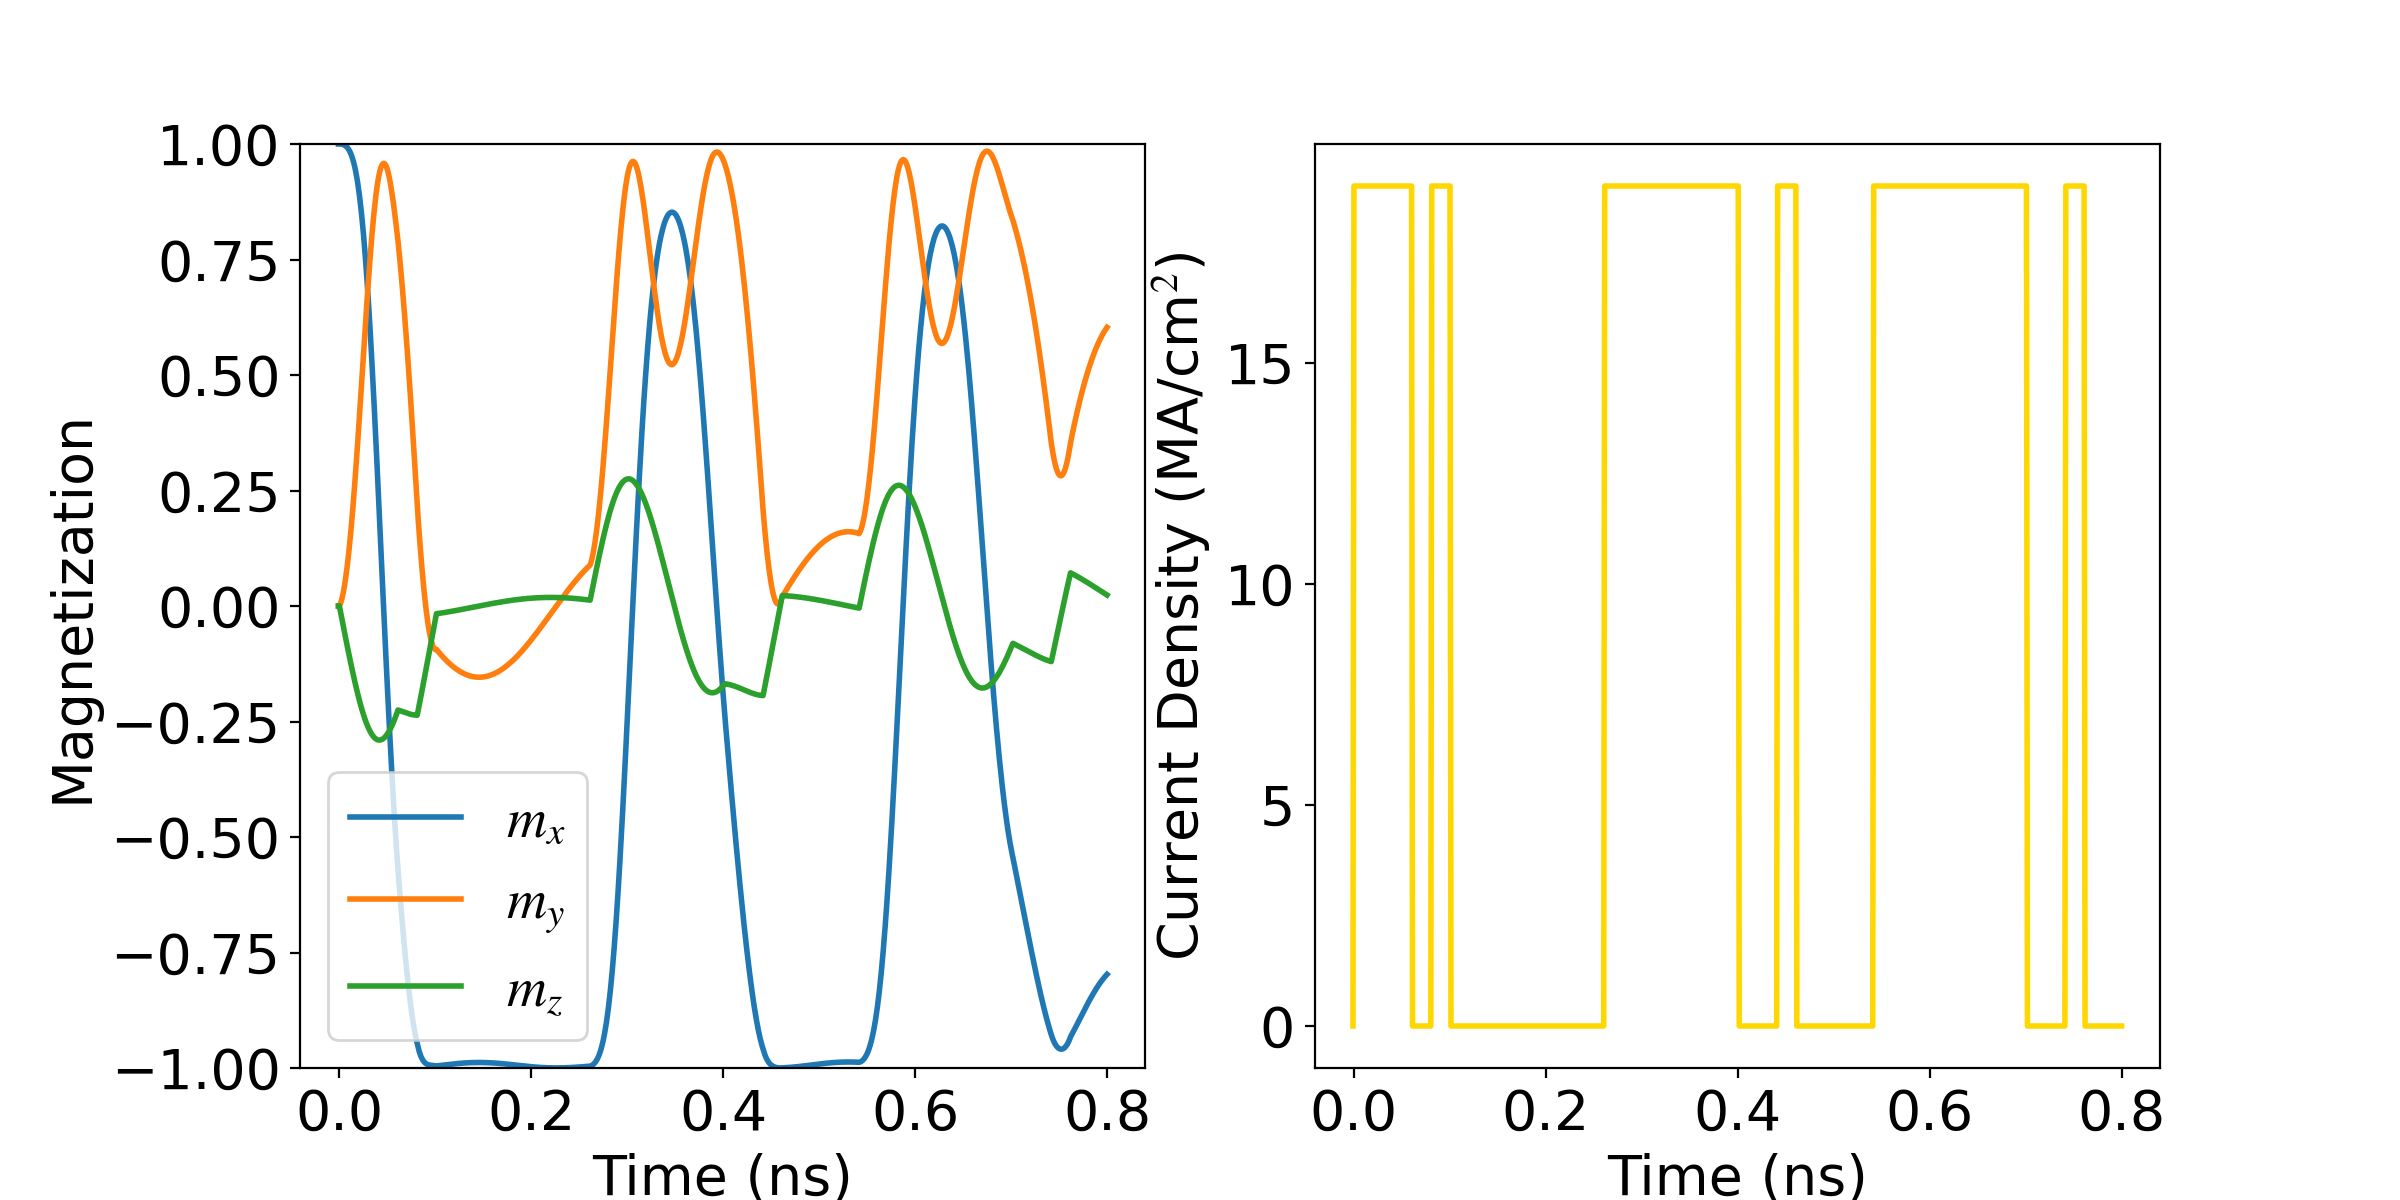 Magnetization
1.00
0.75
0.50
0.25
0.00
−0.25
−0.50
−0.75
−1.00
m_x
m_y
m_z
0.0 0.2 0.4 0.6 0.8
Time (ns)
Current Density (MA/cm²)
15
10
5
0
0.0 0.2 0.4 0.6 0.8
Time (ns)